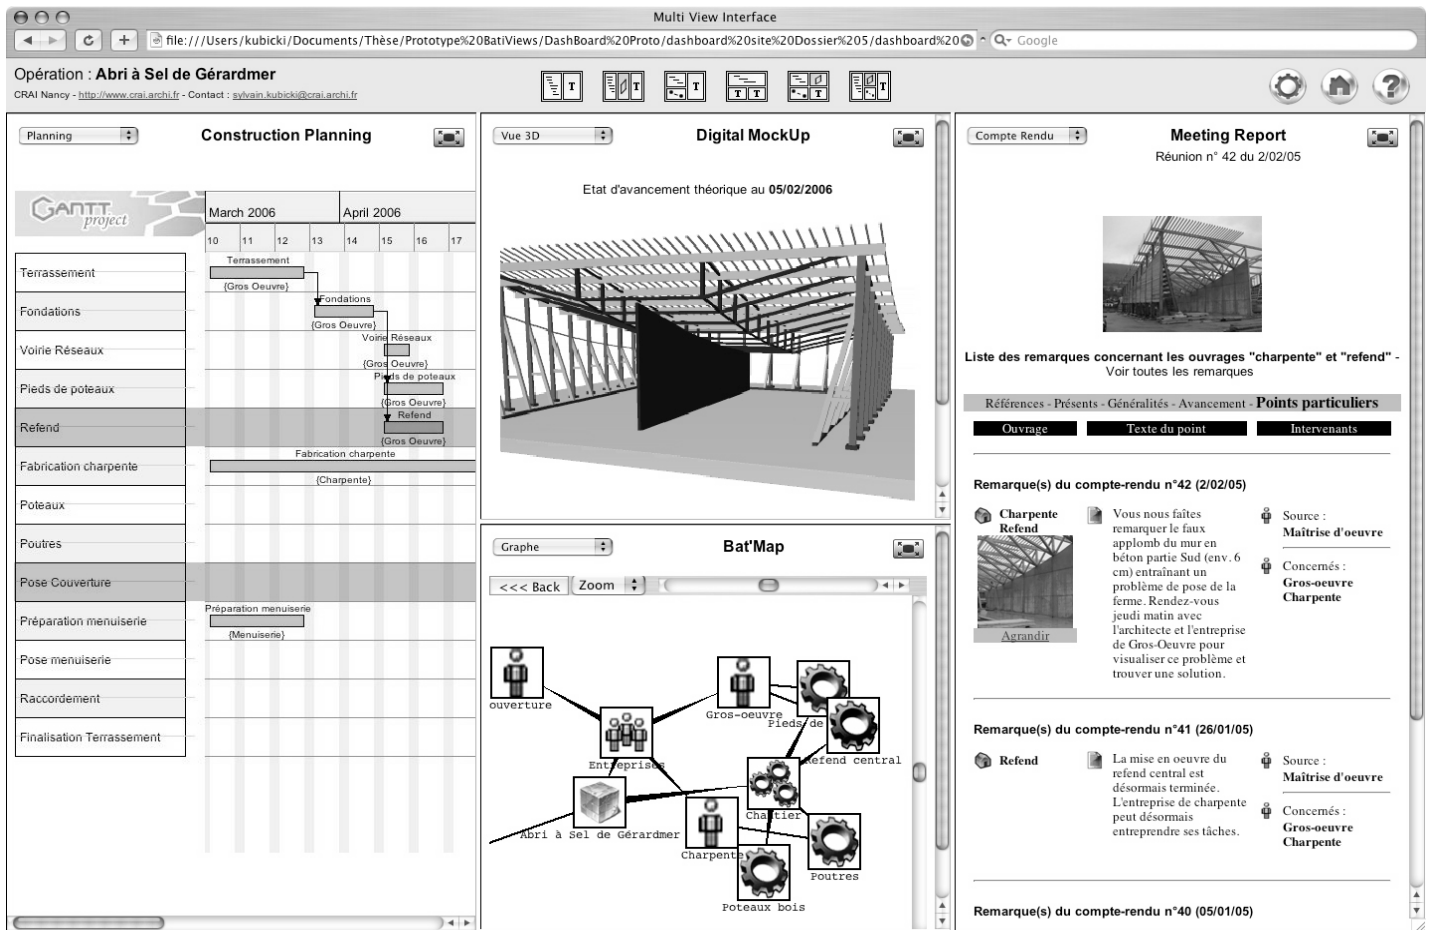 Multi View Interface
file:///Users/kubicki/Documents/Thèse/Prototype%20BatiViews/DashBoard%20Proto/dashboard%20site%20Dossier%205/dashboard%20
Google
Opération : Abri à Sel de Gérardmer
CRAI Nancy - http://www.crai.archi.fr - Contact : sylvain.kubicki@crai.archi.fr
T
T
T
T T
T
T
Planning
Construction Planning
GANTT
project
March 2006
April 2006
10 11 12 13 14 15 16 17
Terrassement
Terrassement
{Gros Oeuvre}
Fondations
Fondations
{Gros Oeuvre}
Voirie Réseaux
Voirie Réseaux
{Gros Oeuvre}
Pieds de poteaux
Pieds de poteaux
{Gros Oeuvre}
Refend
Refend
{Gros Oeuvre}
Fabrication charpente
Fabrication charpente
{Charpente}
Poteaux
Poutres
Pose Couverture
Préparation menuiserie
Préparation menuiserie
{Menuiserie}
Pose menuiserie
Raccordement
Finalisation Terrassement
Vue 3D
Digital MockUp
Etat d'avancement théorique au 05/02/2006
Graphe
Bat'Map
<<< Back
Zoom
ouverture
Gros-oeuvre
Pieds de
Refend central
Entreprises
Chantier
Abri à Sel de Gérardmer
Charpente
Poutres
Poteaux bois
Compte Rendu
Meeting Report
Réunion n° 42 du 2/02/05
Liste des remarques concernant les ouvrages "charpente" et "refend" -
Voir toutes les remarques
Références - Présents - Généralités - Avancement - Points particuliers
Ouvrage
Texte du point
Intervenants
Remarque(s) du compte-rendu n°42 (2/02/05)
Charpente
Refend
Agrandir
Vous nous faîtes
remarquer le faux
applomb du mur en
béton partie Sud (env. 6
cm) entraînant un
problème de pose de la
ferme. Rendez-vous
jeudi matin avec
l'architecte et l'entreprise
de Gros-Oeuvre pour
visualiser ce problème et
trouver une solution.
Source :
Maîtrise d'oeuvre
Concernés :
Gros-oeuvre
Charpente
Remarque(s) du compte-rendu n°41 (26/01/05)
Refend
La mise en oeuvre du
refend central est
désormais terminée.
L'entreprise de charpente
peut désormais
entreprendre ses tâches.
Source :
Maîtrise d'oeuvre
Concernés :
Gros-oeuvre
Charpente
Remarque(s) du compte-rendu n°40 (05/01/05)